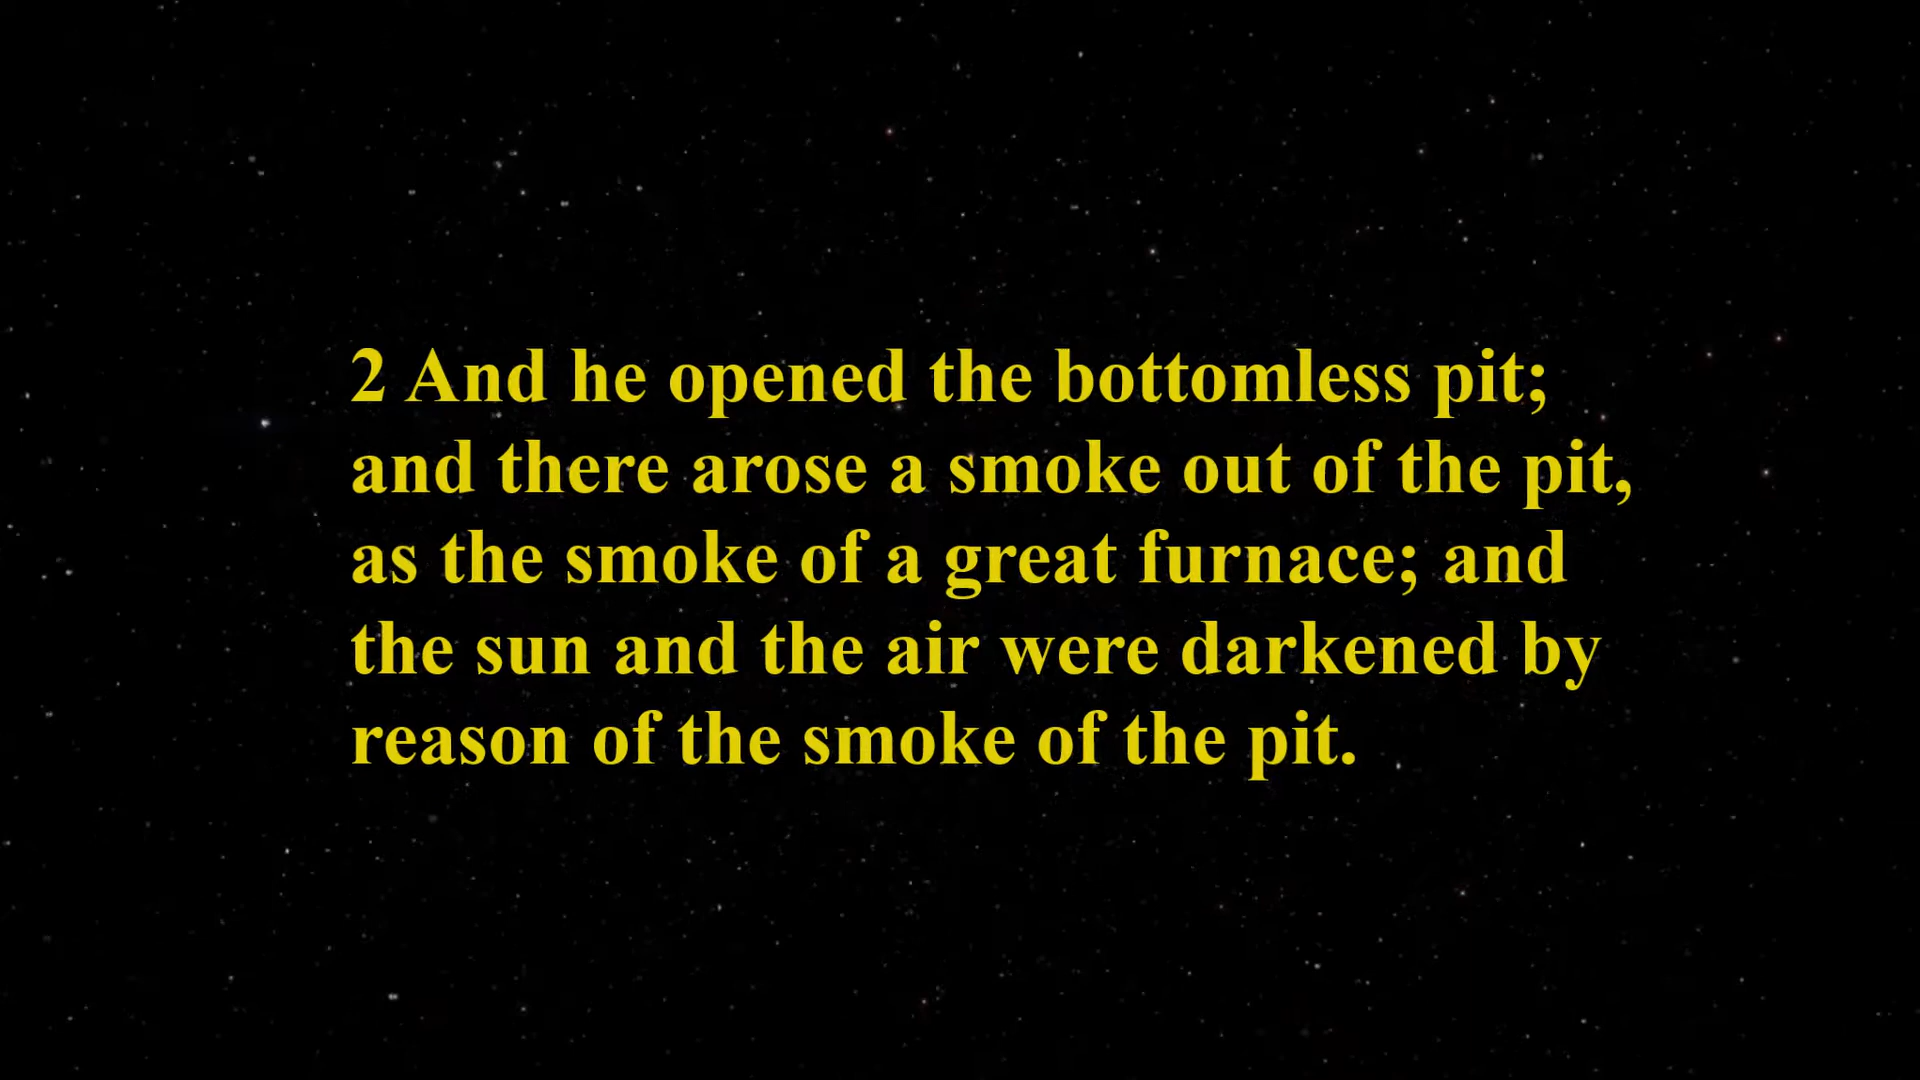 2 And he opened the bottomless pit;
and there arose a smoke out of the pit,
as the smoke of a great furnace; and
the sun and the air were darkened by
reason of the smoke of the pit.